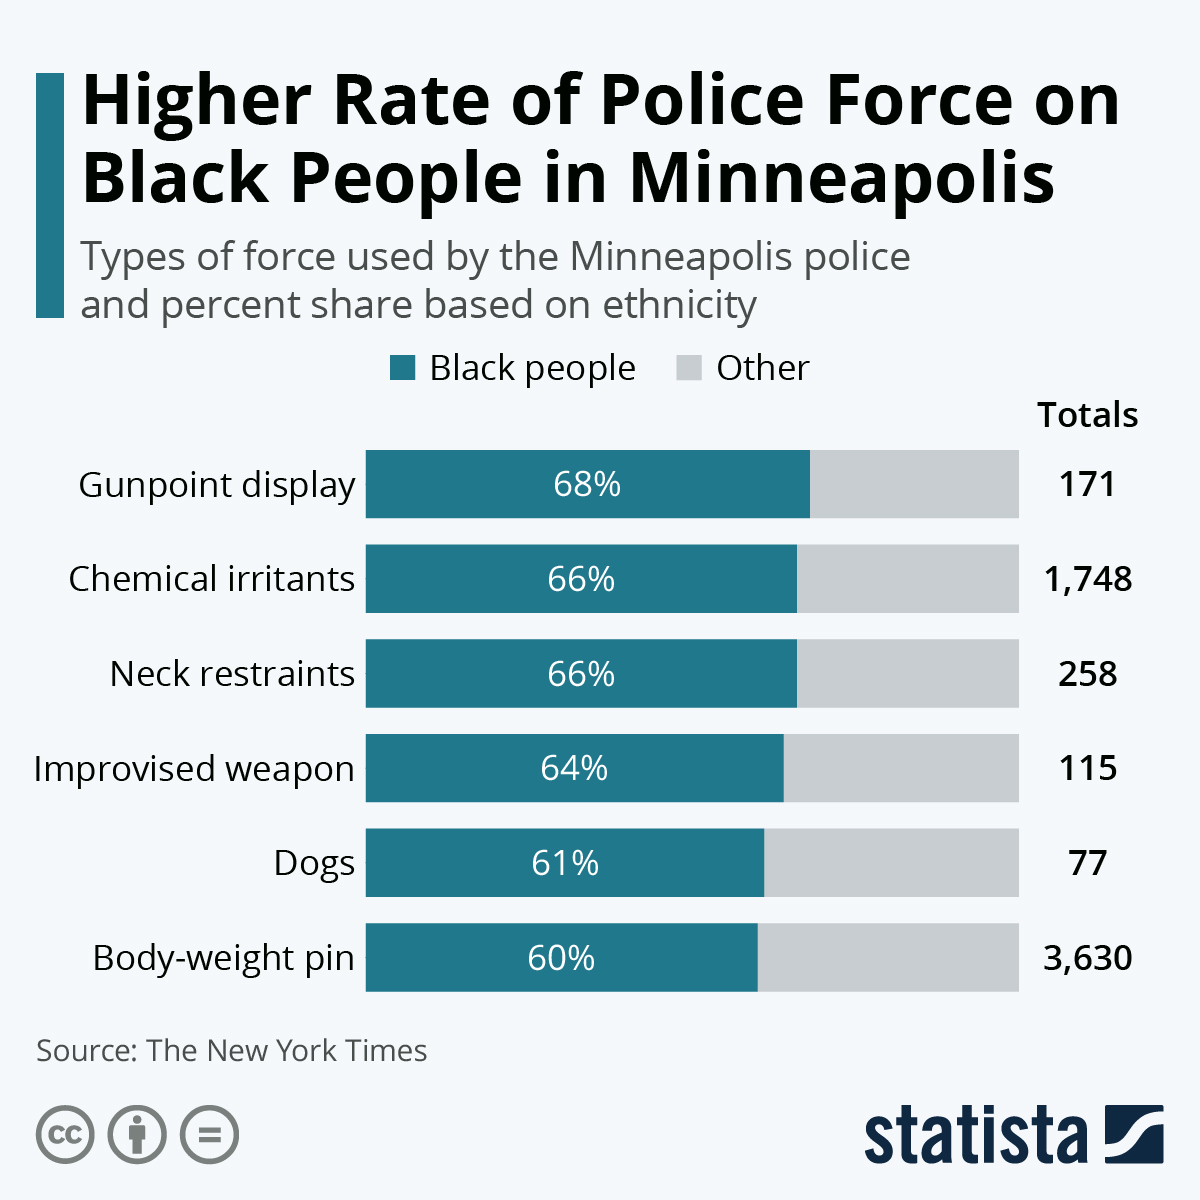 Higher Rate of Police Force on
Black People in Minneapolis
Types of force used by the Minneapolis police
and percent share based on ethnicity
Black people Other
Totals
Gunpoint display 68% 171
Chemical irritants 66% 1,748
Neck restraints 66% 258
Improvised weapon 64% 115
Dogs 61% 77
Body-weight pin 60% 3,630
Source: The New York Times
cc =
statista